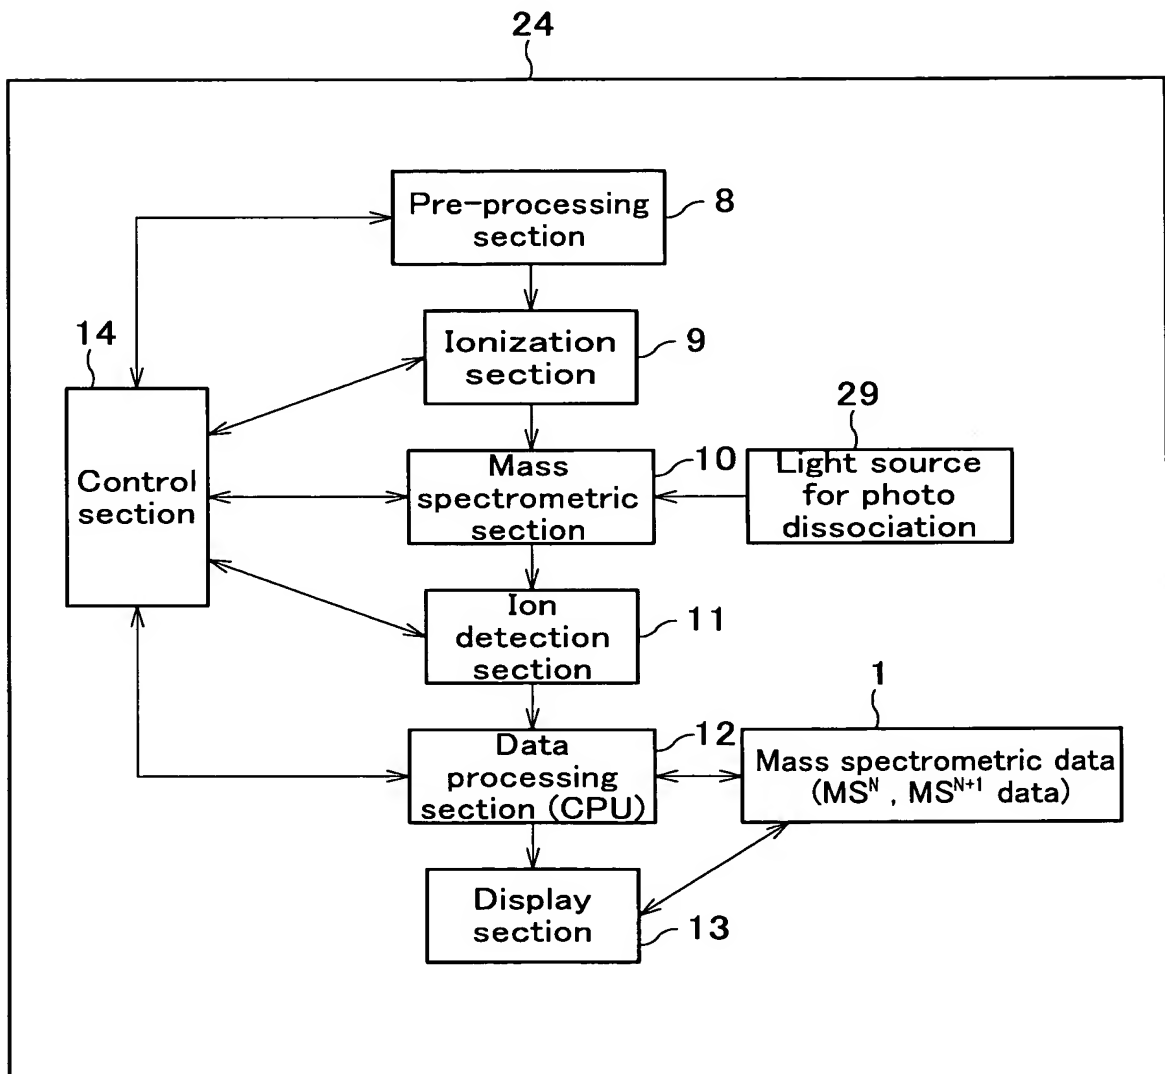 24
Pre-processing
section
8
14
Ionization
section
9
29
Control
section
Mass
spectrometric
section
10
Light source
for photo
dissociation
Ion
detection
section
11
1
Data
processing
section (CPU)
12
Mass spectrometric data
(MS^N , MS^N+1 data)
Display
section
13